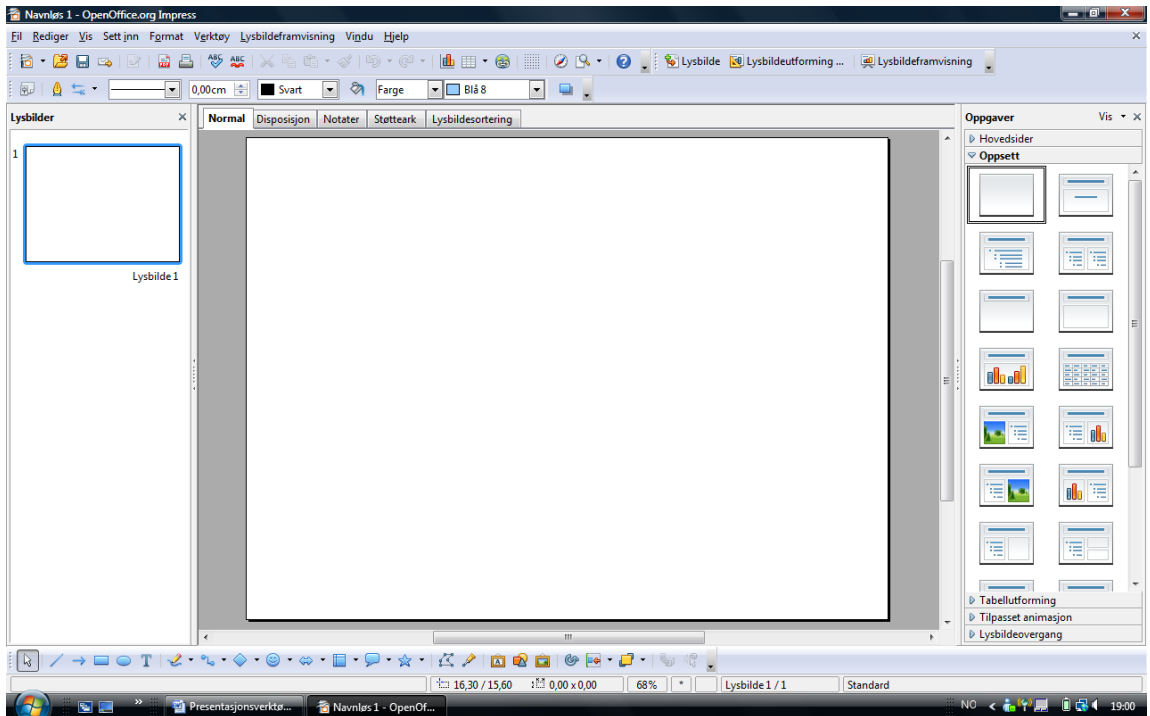 Navnløs 1 - OpenOffice.org Impress
Fil Rediger Vis Sett inn Format Verktøy Lysbildeframvisning Vindu Hjelp
ABC ABC Lysbilde Lysbildeutforming ... Lysbildeframvisning
0,00cm Svart Farge Blå 8
Lysbilder
Normal Disposisjon Notater Støtteark Lysbildesortering
Oppgaver Vis
Hovedsider
1
Oppsett
Lysbilde 1
Tabellutforming
Tilpasset animasjon
Lysbildeovergang
T
16,30 / 15,60 0,00 x 0,00 68% * Lysbilde 1 / 1 Standard
» Presentasjonsverktø... Navnløs 1 - OpenOf... NO < 19:00